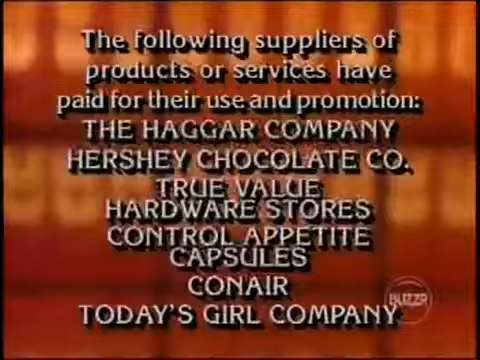 The following suppliers of
products or services have
paid for their use and promotion:
THE HAGGAR COMPANY
HERSHEY CHOCOLATE CO.
TRUE VALUE
HARDWARE STORES
CONTROL APPETITE
CAPSULES
CONAIR
TODAY'S GIRL COMPANY
BUZZR